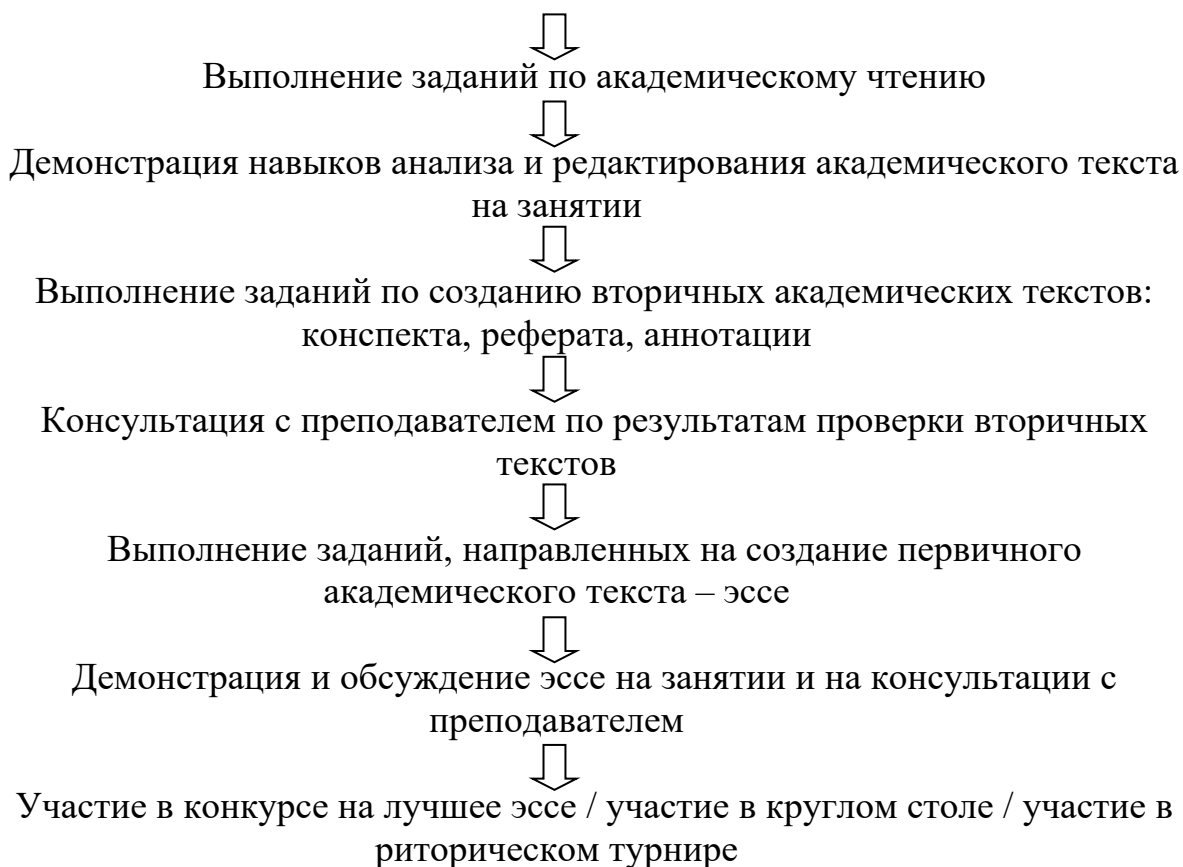 Выполнение заданий по академическому чтению
Демонстрация навыков анализа и редактирования академического текста
на занятии
Выполнение заданий по созданию вторичных академических текстов:
конспекта, реферата, аннотации
Консультация с преподавателем по результатам проверки вторичных
текстов
Выполнение заданий, направленных на создание первичного
академического текста – эссе
Демонстрация и обсуждение эссе на занятии и на консультации с
преподавателем
Участие в конкурсе на лучшее эссе / участие в круглом столе / участие в
риторическом турнире